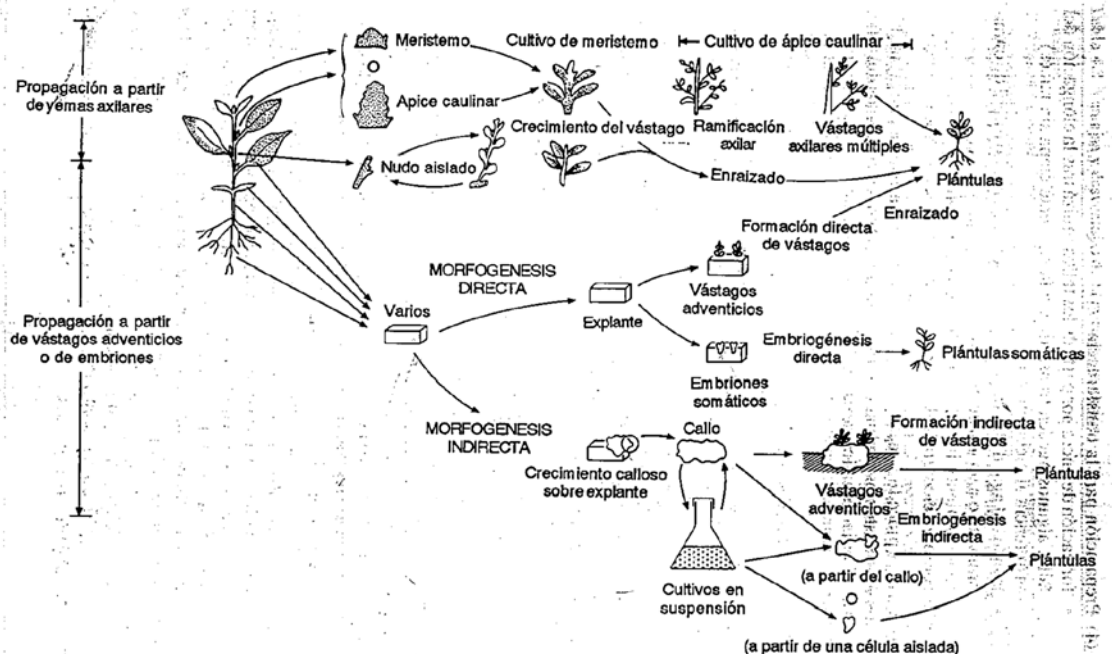 Propagación a partir
de yemas axilares
Meristemo
Apice caulinar
Cultivo de meristemo
Cultivo de ápice caulinar
Crecimiento del vástago
Ramificación
axilar
Vástagos
axilares múltiples
Nudo aislado
Enraizado
Plántulas
Enraizado
Formación directa
de vástagos
MORFOGENESIS
DIRECTA
Varios
Explante
Vástagos
adventicios
Propagación a partir
de vástagos adventicios
o de embriones
Embriogénesis
directa
Plántulas somáticas
Embriones
somáticos
MORFOGENESIS
INDIRECTA
Callo
Crecimiento calloso
sobre explante
Formación indirecta
de vástagos
Plántulas
Vástagos
adventicios
Embriogénesis
indirecta
Plántulas
Cultivos en
suspensión
(a partir del callo)
(a partir de una célula aislada)